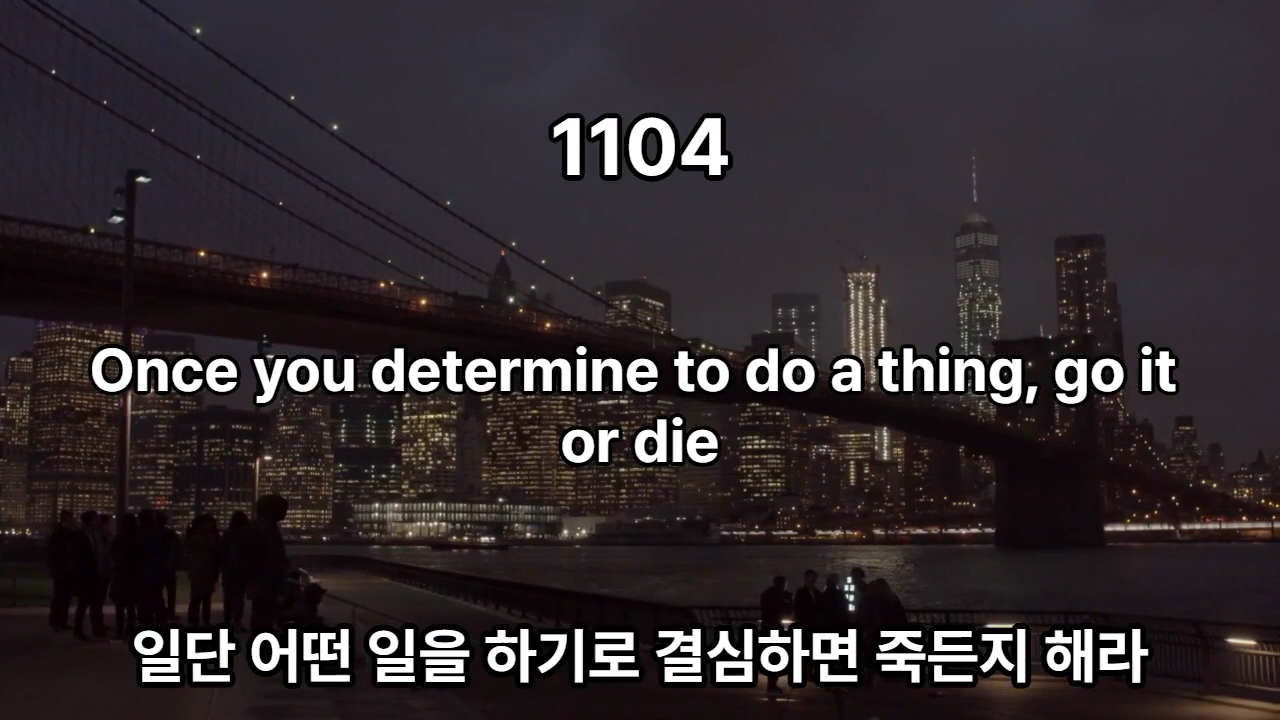 1104
Once you determine to do a thing, go it
or die
일단 어떤 일을 하기로 결심하면 죽든지 해라